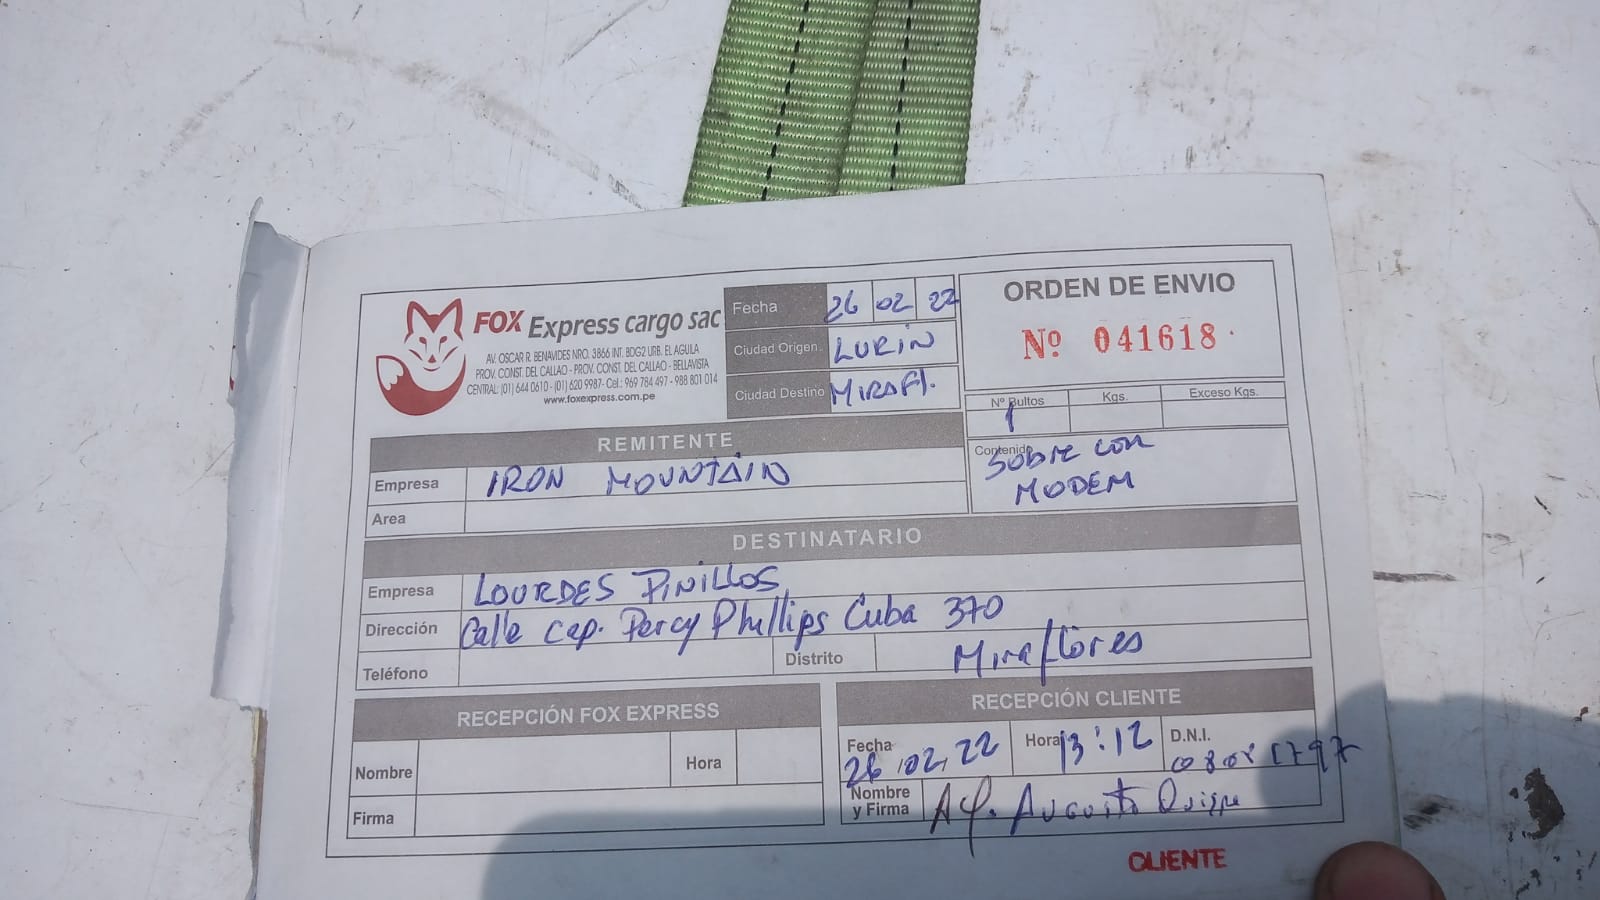 FOX Express cargo sac
AV. OSCAR R. BENAVIDES NRO. 3866 INT. BDG2 URB. EL AGUILA
PROV. CONST. DEL CALLAO - PROV. CONST. DEL CALLAO - BELLAVISTA
CENTRAL: (01) 644 0610 - (01) 620 9987 - Cel.: 969 784 497 - 988 801 014
www.foxexpress.com.pe
Fecha 26 02 22
Ciudad Origen LURIN
Ciudad Destino MIRAFl.
ORDEN DE ENVIO
Nº 041618
Nº Bultos Kgs. Exceso Kgs.
1
Contenido
SOBRE CON
MODEM
REMITENTE
Empresa IRON MOUNTAIN
Area
DESTINATARIO
Empresa LOURDES PINILLOS
Dirección Calle Cap. Percy Phillips Cuba 370
Teléfono Distrito Miraflores
RECEPCIÓN FOX EXPRESS
Nombre Hora
Firma
RECEPCIÓN CLIENTE
Fecha 26,02,22 Hora 13:12 D.N.I.
Nombre y Firma Augusto Quispe
CLIENTE